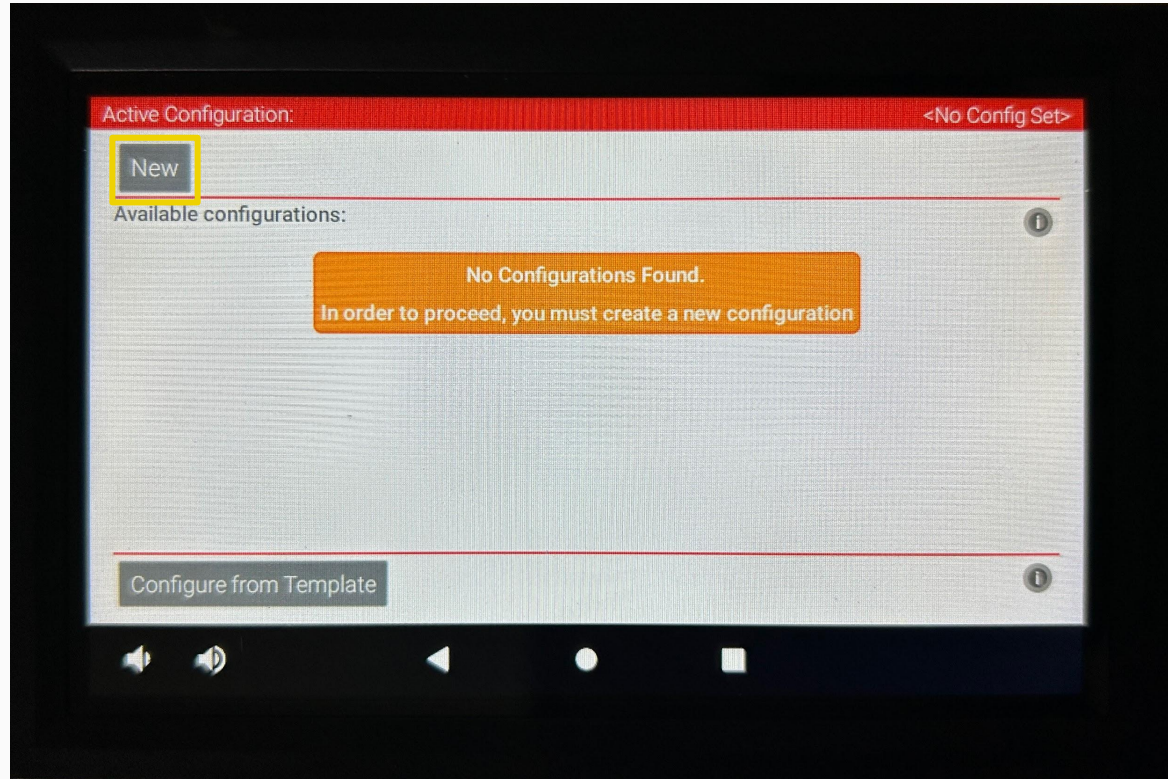 Active Configuration: <No Config Set>
New
Available configurations:
No Configurations Found.
In order to proceed, you must create a new configuration
Configure from Template